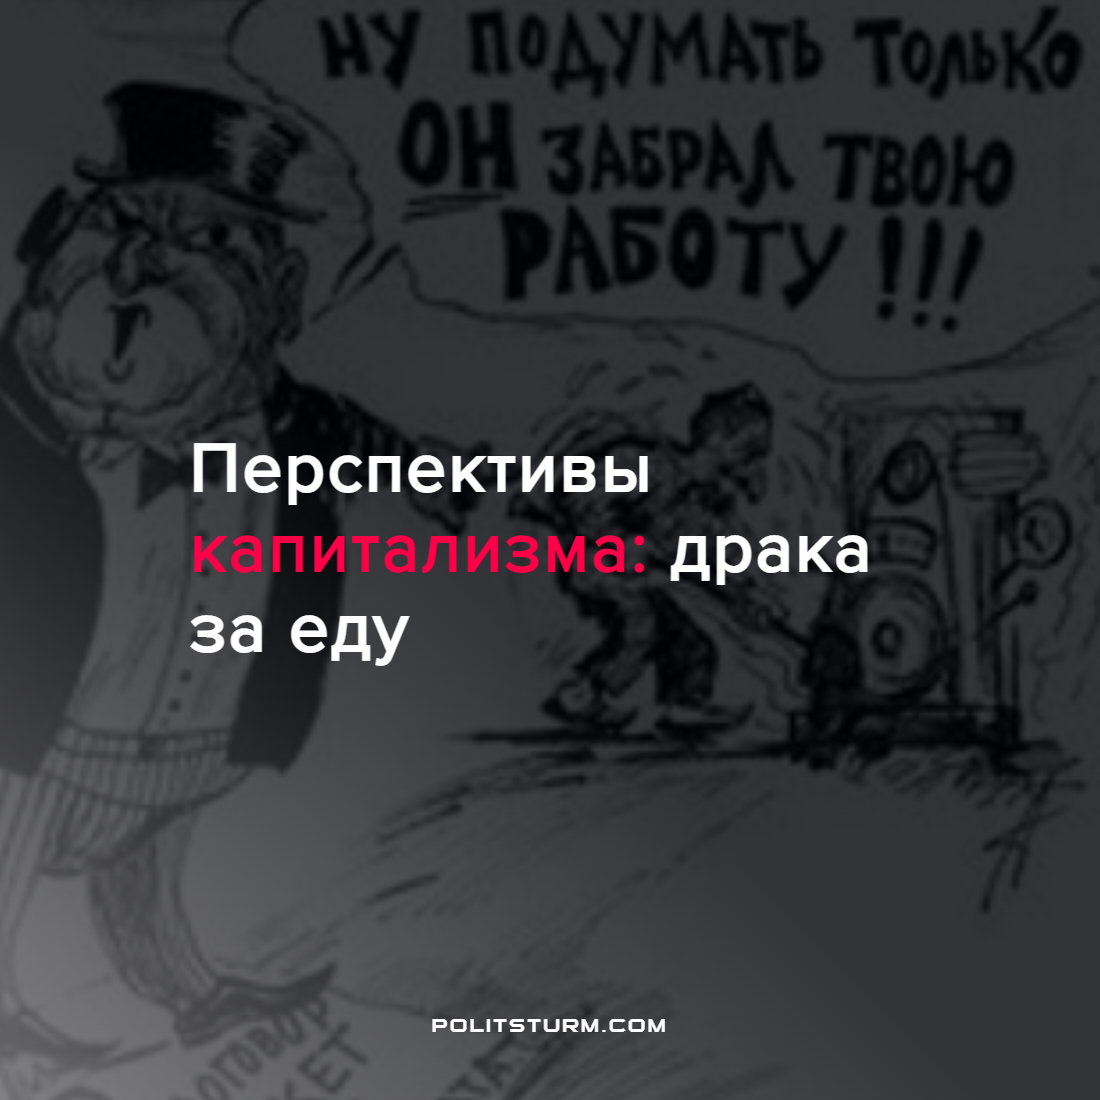 НУ ПОДУМАТЬ ТОЛЬКО
ОН ЗАБРАЛ ТВОЮ
РАБОТУ!!!
Перспективы
капитализма: драка
за еду
POLITSTURM.COM